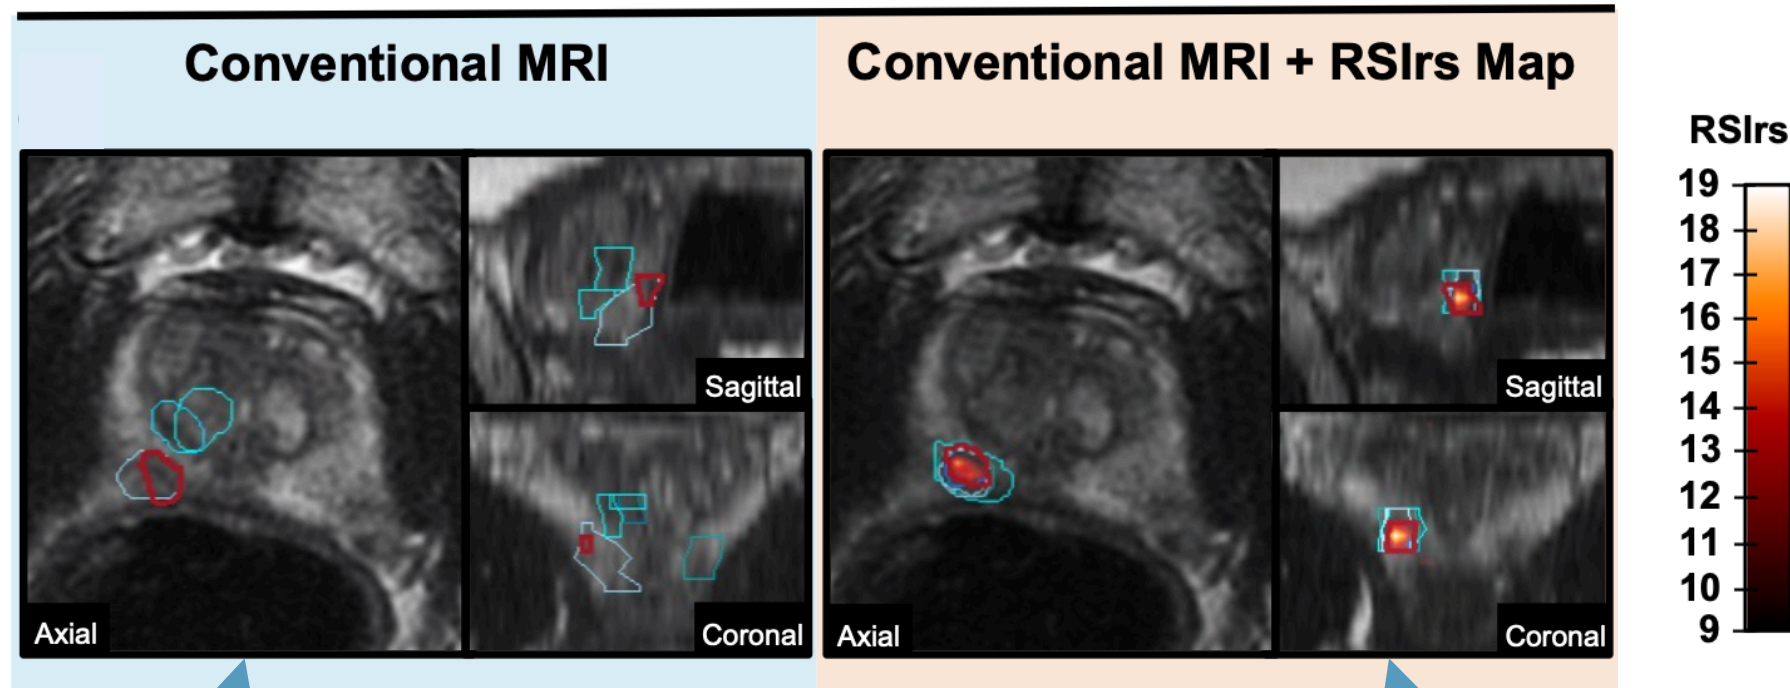 Conventional MRI
Conventional MRI + RSIrs Map
Axial
Sagittal
Coronal
Axial
Sagittal
Coronal
RSIrs
19
18
17
16
15
14
13
12
11
10
9